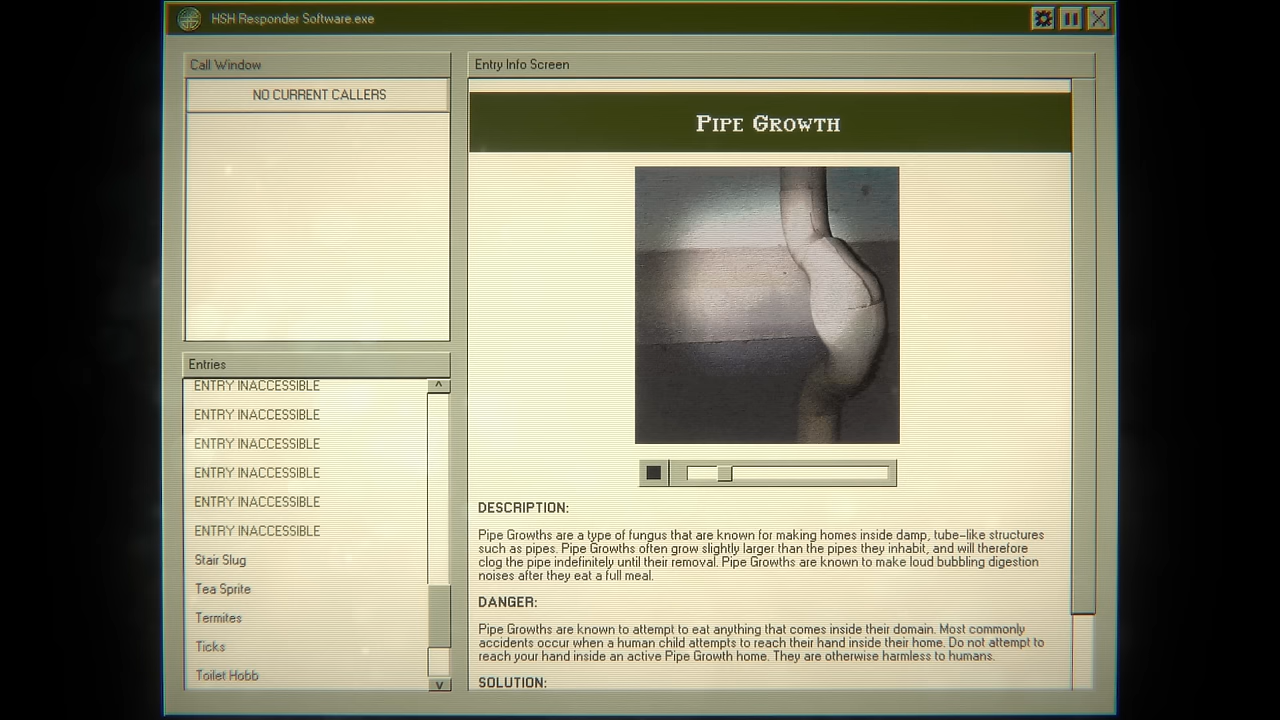 HSH Responder Software.exe
Call Window
NO CURRENT CALLERS
Entries
ENTRY INACCESSIBLE
ENTRY INACCESSIBLE
ENTRY INACCESSIBLE
ENTRY INACCESSIBLE
ENTRY INACCESSIBLE
ENTRY INACCESSIBLE
Stair Slug
Tea Sprite
Termites
Ticks
Toilet Hobb
Entry Info Screen
Pipe Growth
DESCRIPTION:
Pipe Growths are a type of fungus that are known for making homes inside damp, tube-like structures
such as pipes. Pipe Growths often grow slightly larger than the pipes they inhabit, and will therefore
clog the pipe indefinitely until their removal. Pipe Growths are known to make loud bubbling digestion
noises after they eat a full meal.
DANGER:
Pipe Growths are known to attempt to eat anything that comes inside their domain. Most commonly
accidents occur when a human child attempts to reach their hand inside their home. Do not attempt to
reach your hand inside an active Pipe Growth home. They are otherwise harmless to humans.
SOLUTION: